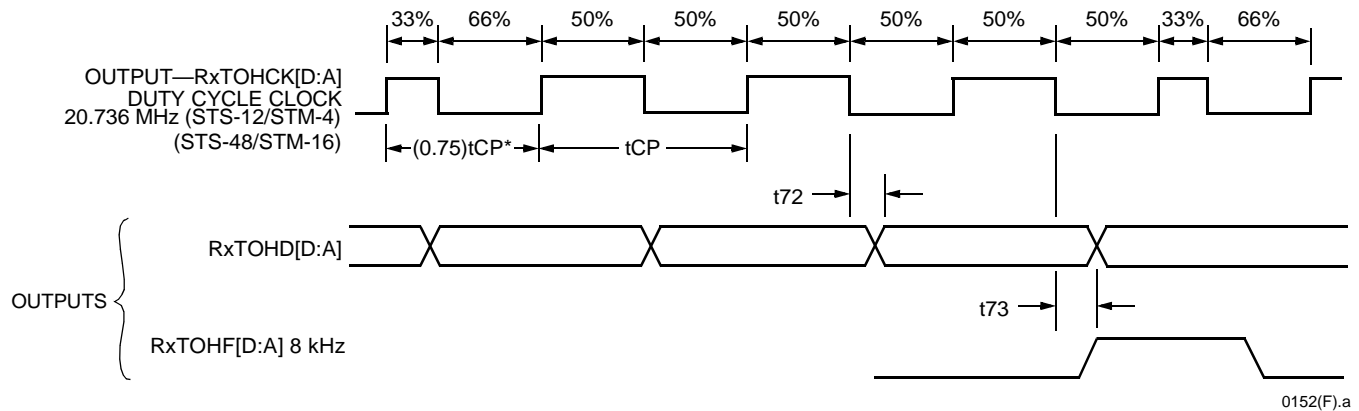 33% 66% 50% 50% 50% 50% 50% 50% 33% 66%
OUTPUT—RxTOHCK[D:A]
DUTY CYCLE CLOCK
20.736 MHz (STS-12/STM-4)
(STS-48/STM-16)
(0.75)tCP* tCP
t72
RxTOHD[D:A]
OUTPUTS
t73
RxTOHF[D:A] 8 kHz
0152(F).a